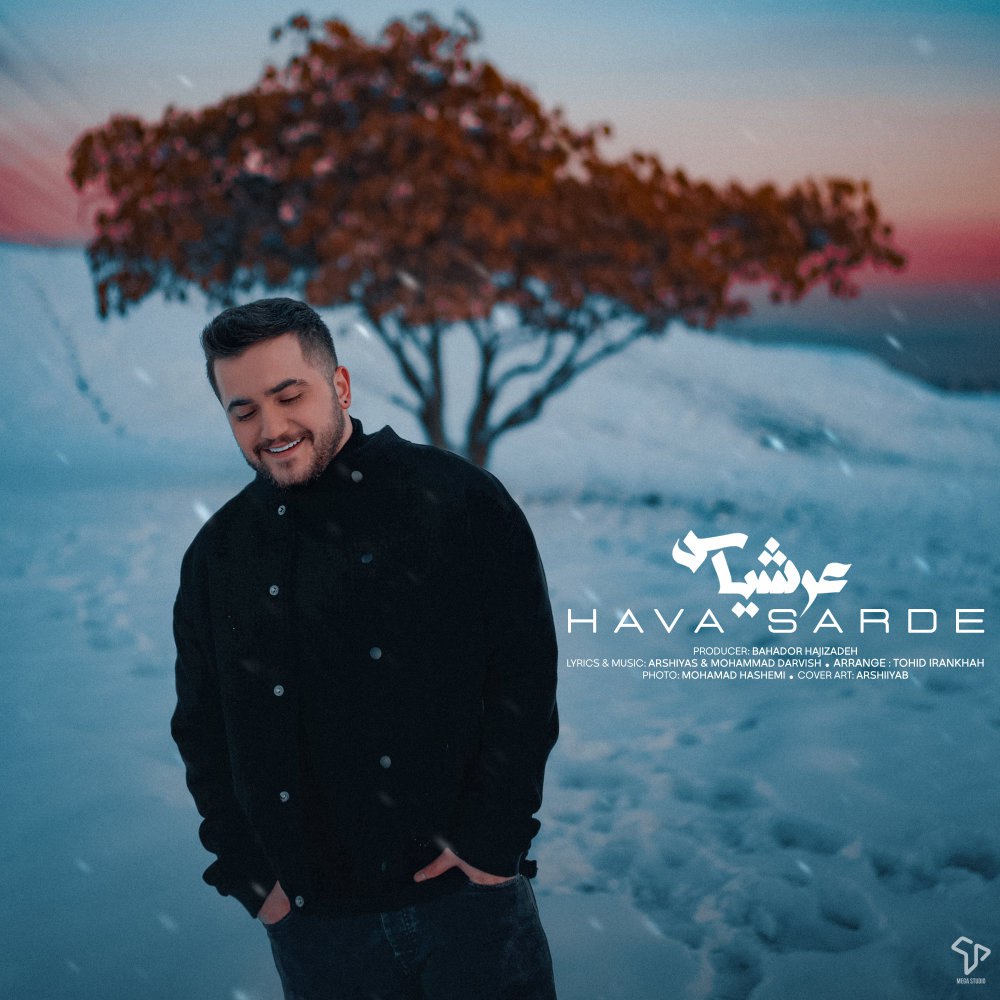 عرشیاس
HAVA SARDE
PRODUCER: BAHADOR HAJIZADEH
LYRICS & MUSIC: ARSHIYAS & MOHAMMAD DARVISH • ARRANGE : TOHID IRANKHAH
PHOTO: MOHAMAD HASHEMI • COVER ART: ARSHIIYAB
MEGA STUDIO